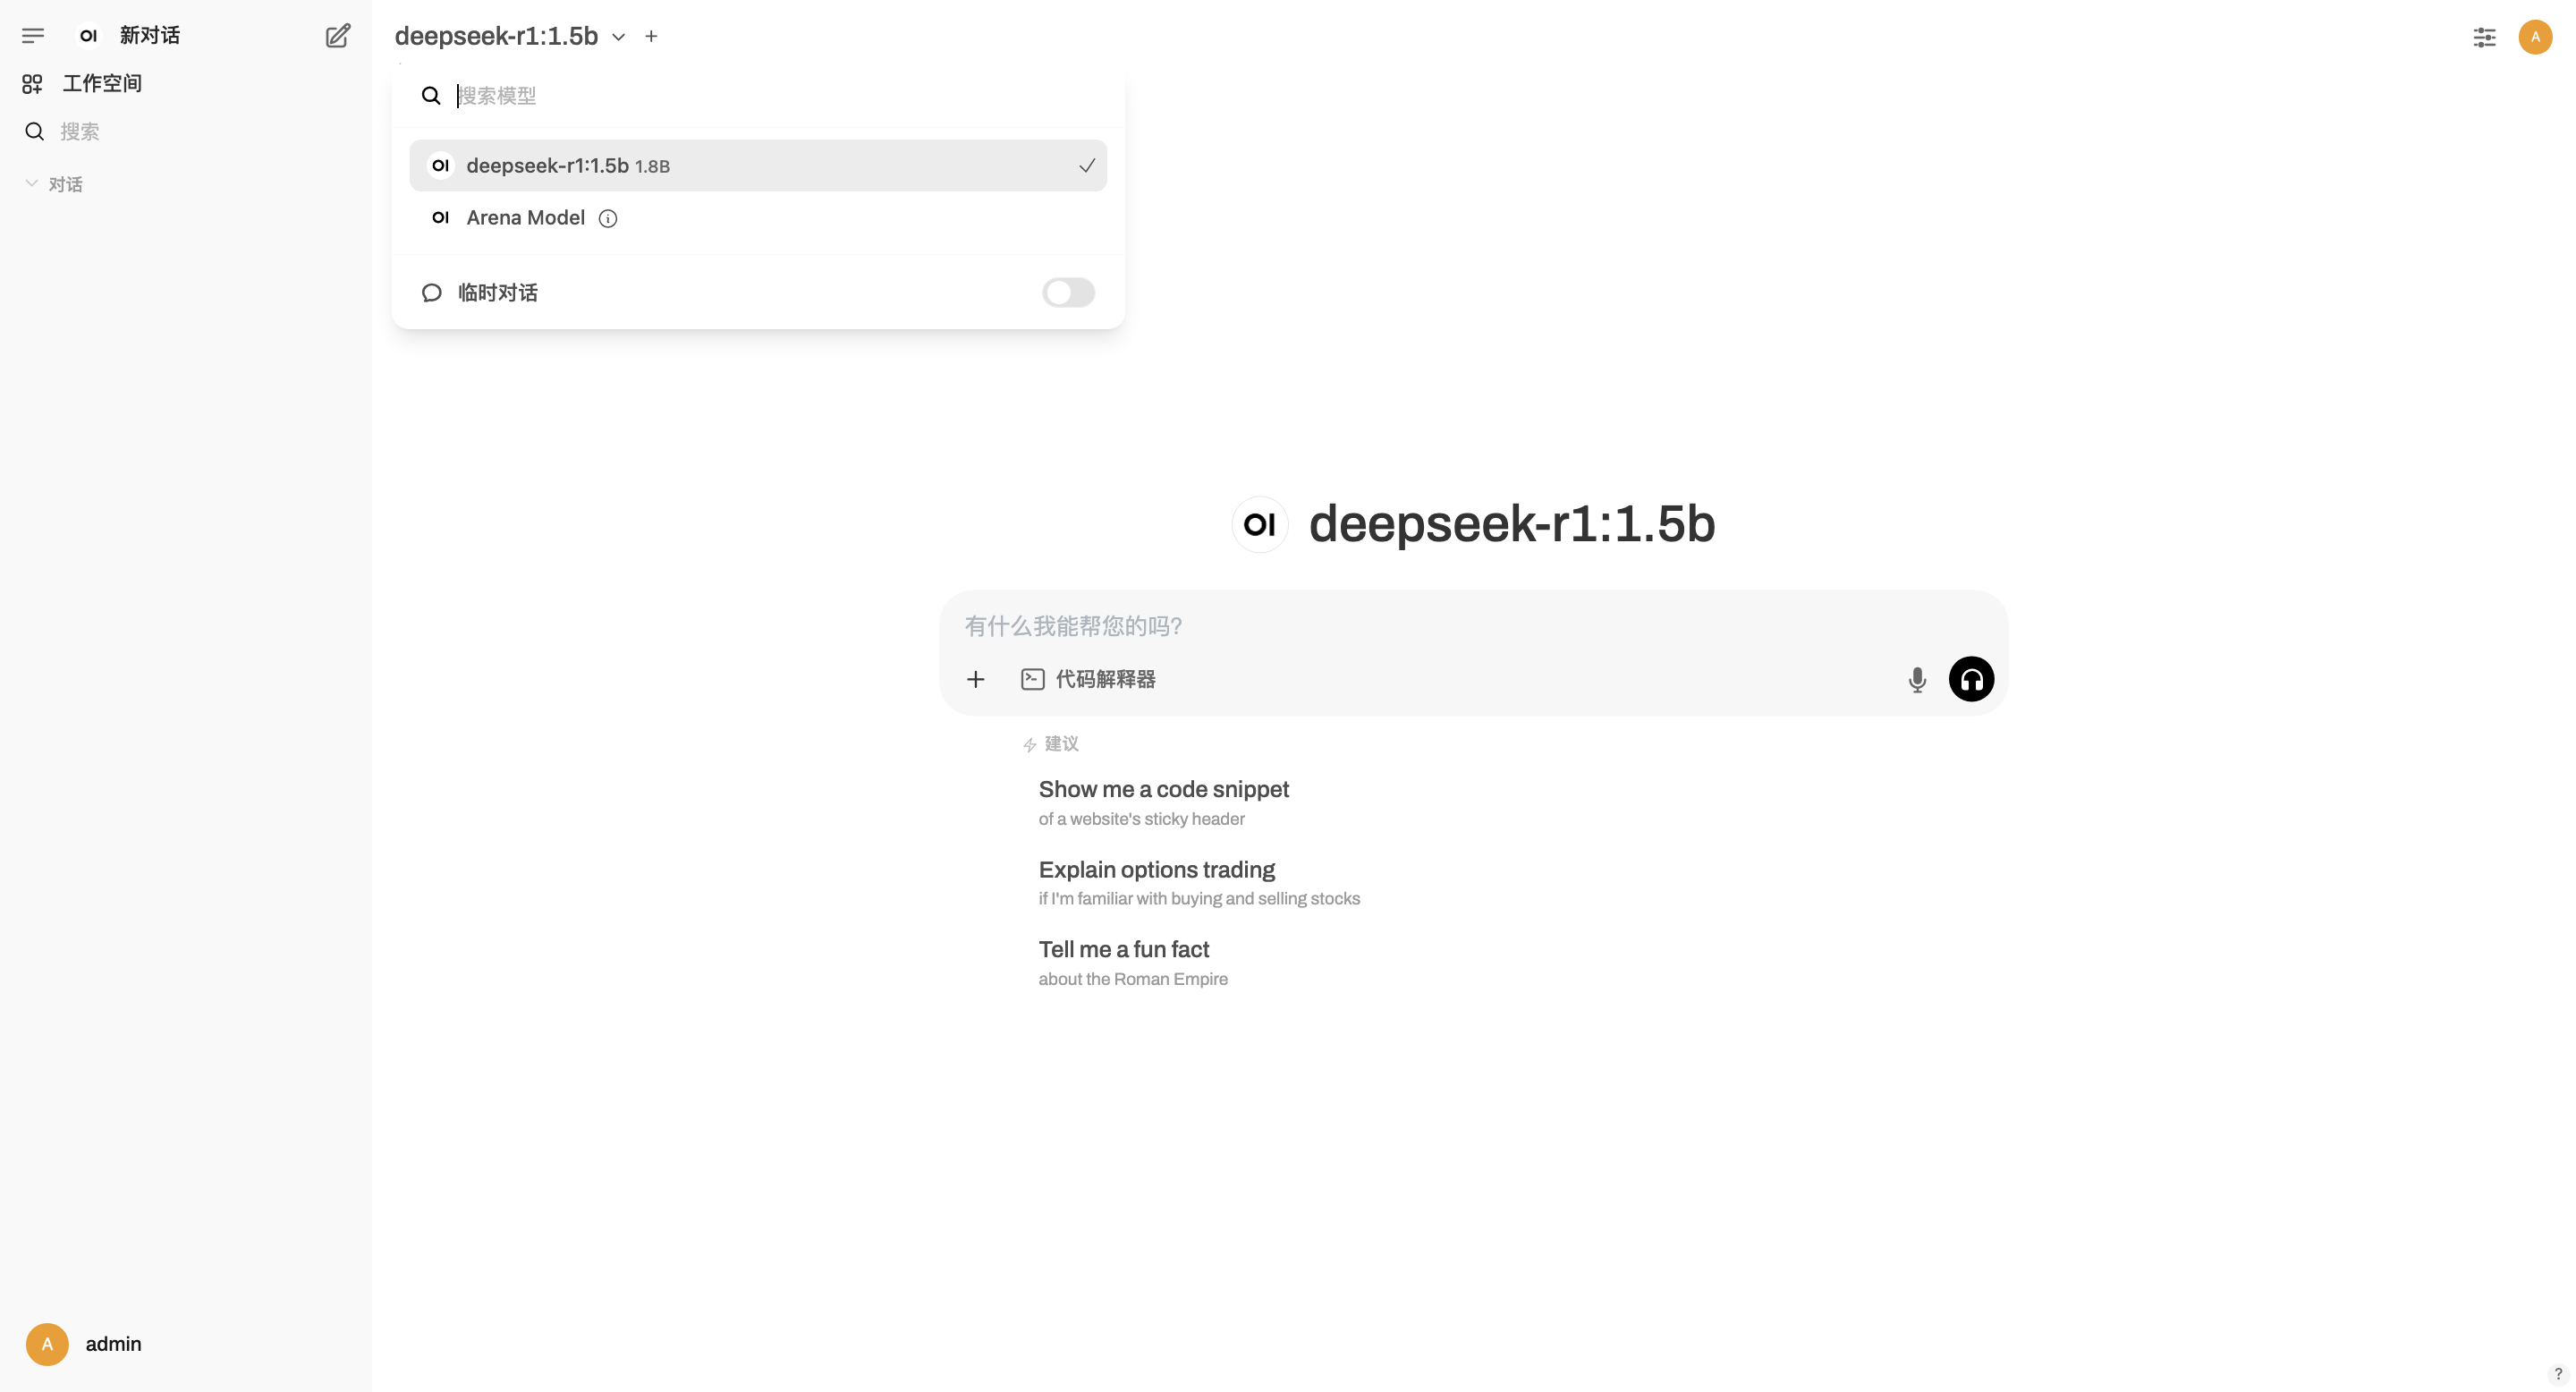 OI 新对话
工作空间
搜索
对话
deepseek-r1:1.5b
A
搜索模型
OI deepseek-r1:1.5b 1.8B
OI Arena Model
临时对话
OI deepseek-r1:1.5b
有什么我能帮您的吗?
代码解释器
建议
Show me a code snippet
of a website's sticky header
Explain options trading
if I'm familiar with buying and selling stocks
Tell me a fun fact
about the Roman Empire
A admin
?